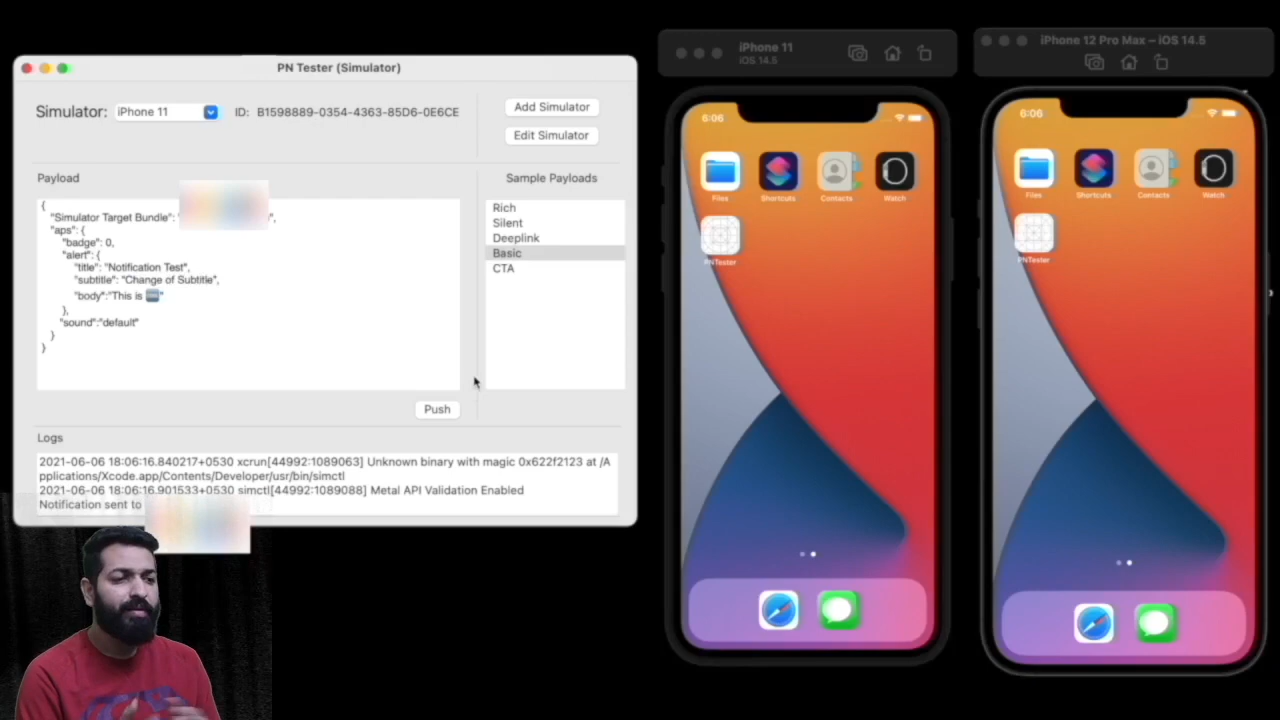 PN Tester (Simulator)
Simulator: iPhone 11 ID: B1598889-0354-4363-85D6-0E6CE
Add Simulator
Edit Simulator
Payload
{
"Simulator Target Bundle": " ",
"aps": {
"badge": 0,
"alert": {
"title": "Notification Test",
"subtitle": "Change of Subtitle",
"body":"This is 🆕"
},
"sound":"default"
}
}
Sample Payloads
Rich
Silent
Deeplink
Basic
CTA
Push
Logs
2021-06-06 18:06:16.840217+0530 xcrun[44992:1089063] Unknown binary with magic 0x622f2123 at /A
pplications/Xcode.app/Contents/Developer/usr/bin/simctl
2021-06-06 18:06:16.901533+0530 simctl[44992:1089088] Metal API Validation Enabled
Notification sent to
iPhone 11
iOS 14.5
6:06
Files Shortcuts Contacts Watch
PNTester
iPhone 12 Pro Max – iOS 14.5
6:06
Files Shortcuts Contacts Watch
PNTester